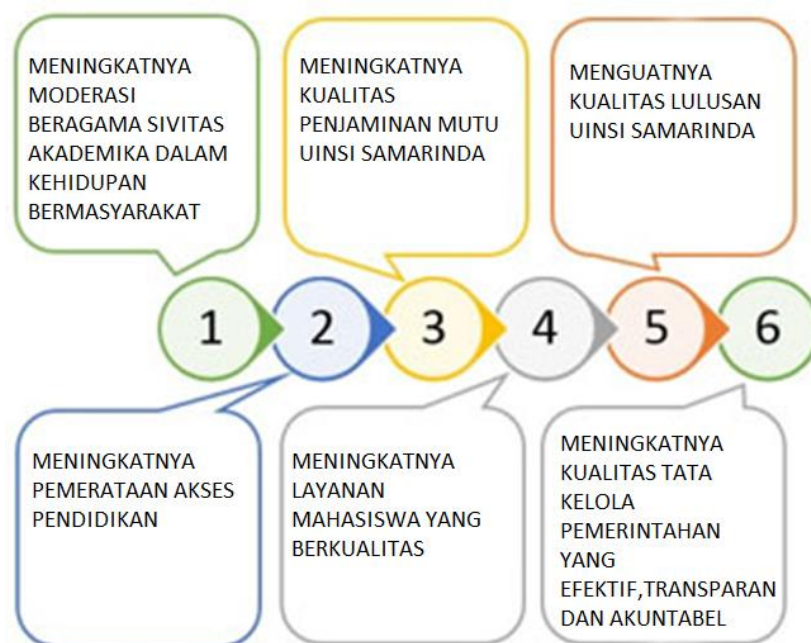 MENINGKATNYA
MODERASI
BERAGAMA SIVITAS
AKADEMIKA DALAM
KEHIDUPAN
BERMASYARAKAT
MENINGKATNYA
KUALITAS
PENJAMINAN MUTU
UINSI SAMARINDA
MENGUATNYA
KUALITAS LULUSAN
UINSI SAMARINDA
1
2
3
4
5
6
MENINGKATNYA
PEMERATAAN AKSES
PENDIDIKAN
MENINGKATNYA
LAYANAN
MAHASISWA YANG
BERKUALITAS
MENINGKATNYA
KUALITAS TATA
KELOLA
PEMERINTAHAN
YANG
EFEKTIF,TRANSPARAN
DAN AKUNTABEL